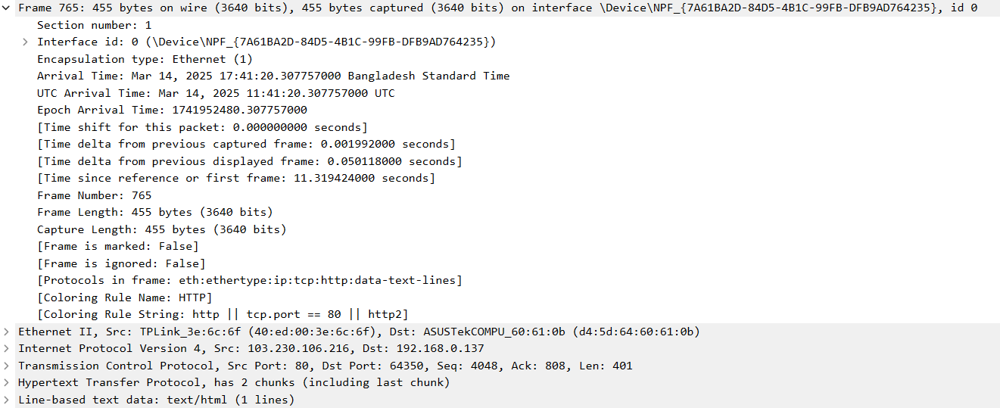 Frame 765: 455 bytes on wire (3640 bits), 455 bytes captured (3640 bits) on interface \Device\NPF_{7A61BA2D-84D5-4B1C-99FB-DFB9AD764235}, id 0
Section number: 1
Interface id: 0 (\Device\NPF_{7A61BA2D-84D5-4B1C-99FB-DFB9AD764235})
Encapsulation type: Ethernet (1)
Arrival Time: Mar 14, 2025 17:41:20.307757000 Bangladesh Standard Time
UTC Arrival Time: Mar 14, 2025 11:41:20.307757000 UTC
Epoch Arrival Time: 1741952480.307757000
[Time shift for this packet: 0.000000000 seconds]
[Time delta from previous captured frame: 0.001992000 seconds]
[Time delta from previous displayed frame: 0.050118000 seconds]
[Time since reference or first frame: 11.319424000 seconds]
Frame Number: 765
Frame Length: 455 bytes (3640 bits)
Capture Length: 455 bytes (3640 bits)
[Frame is marked: False]
[Frame is ignored: False]
[Protocols in frame: eth:ethertype:ip:tcp:http:data-text-lines]
[Coloring Rule Name: HTTP]
[Coloring Rule String: http || tcp.port == 80 || http2]
Ethernet II, Src: TPLink_3e:6c:6f (40:ed:00:3e:6c:6f), Dst: ASUSTekCOMPU_60:61:0b (d4:5d:64:60:61:0b)
Internet Protocol Version 4, Src: 103.230.106.216, Dst: 192.168.0.137
Transmission Control Protocol, Src Port: 80, Dst Port: 64350, Seq: 4048, Ack: 808, Len: 401
Hypertext Transfer Protocol, has 2 chunks (including last chunk)
Line-based text data: text/html (1 lines)